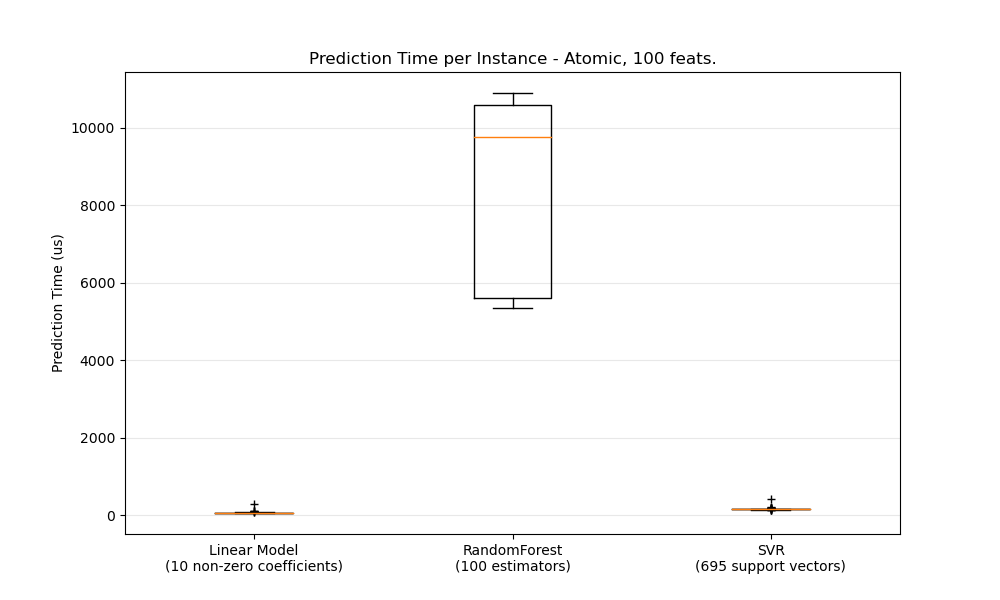 Prediction Time per Instance - Atomic, 100 feats.
Prediction Time (us)
10000
8000
6000
4000
2000
0
Linear Model
(10 non-zero coefficients)
RandomForest
(100 estimators)
SVR
(695 support vectors)